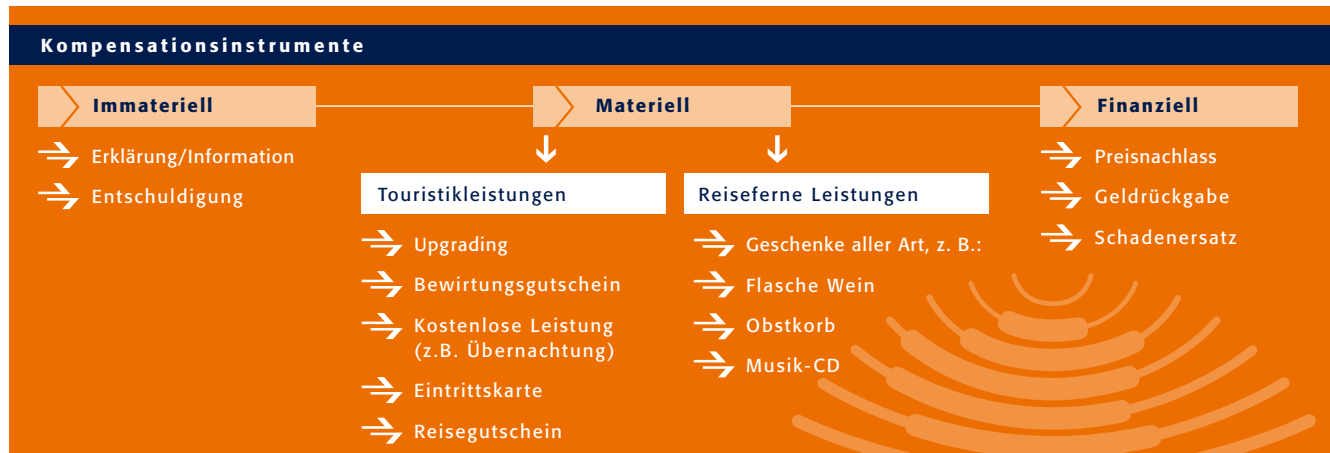 Kompensationsinstrumente
Immateriell
Erklärung/Information
Entschuldigung
Materiell
Touristikleistungen
Upgrading
Bewirtungsgutschein
Kostenlose Leistung
(z.B. Übernachtung)
Eintrittskarte
Reisegutschein
Reiseferne Leistungen
Geschenke aller Art, z. B.:
Flasche Wein
Obstkorb
Musik-CD
Finanziell
Preisnachlass
Geldrückgabe
Schadenersatz